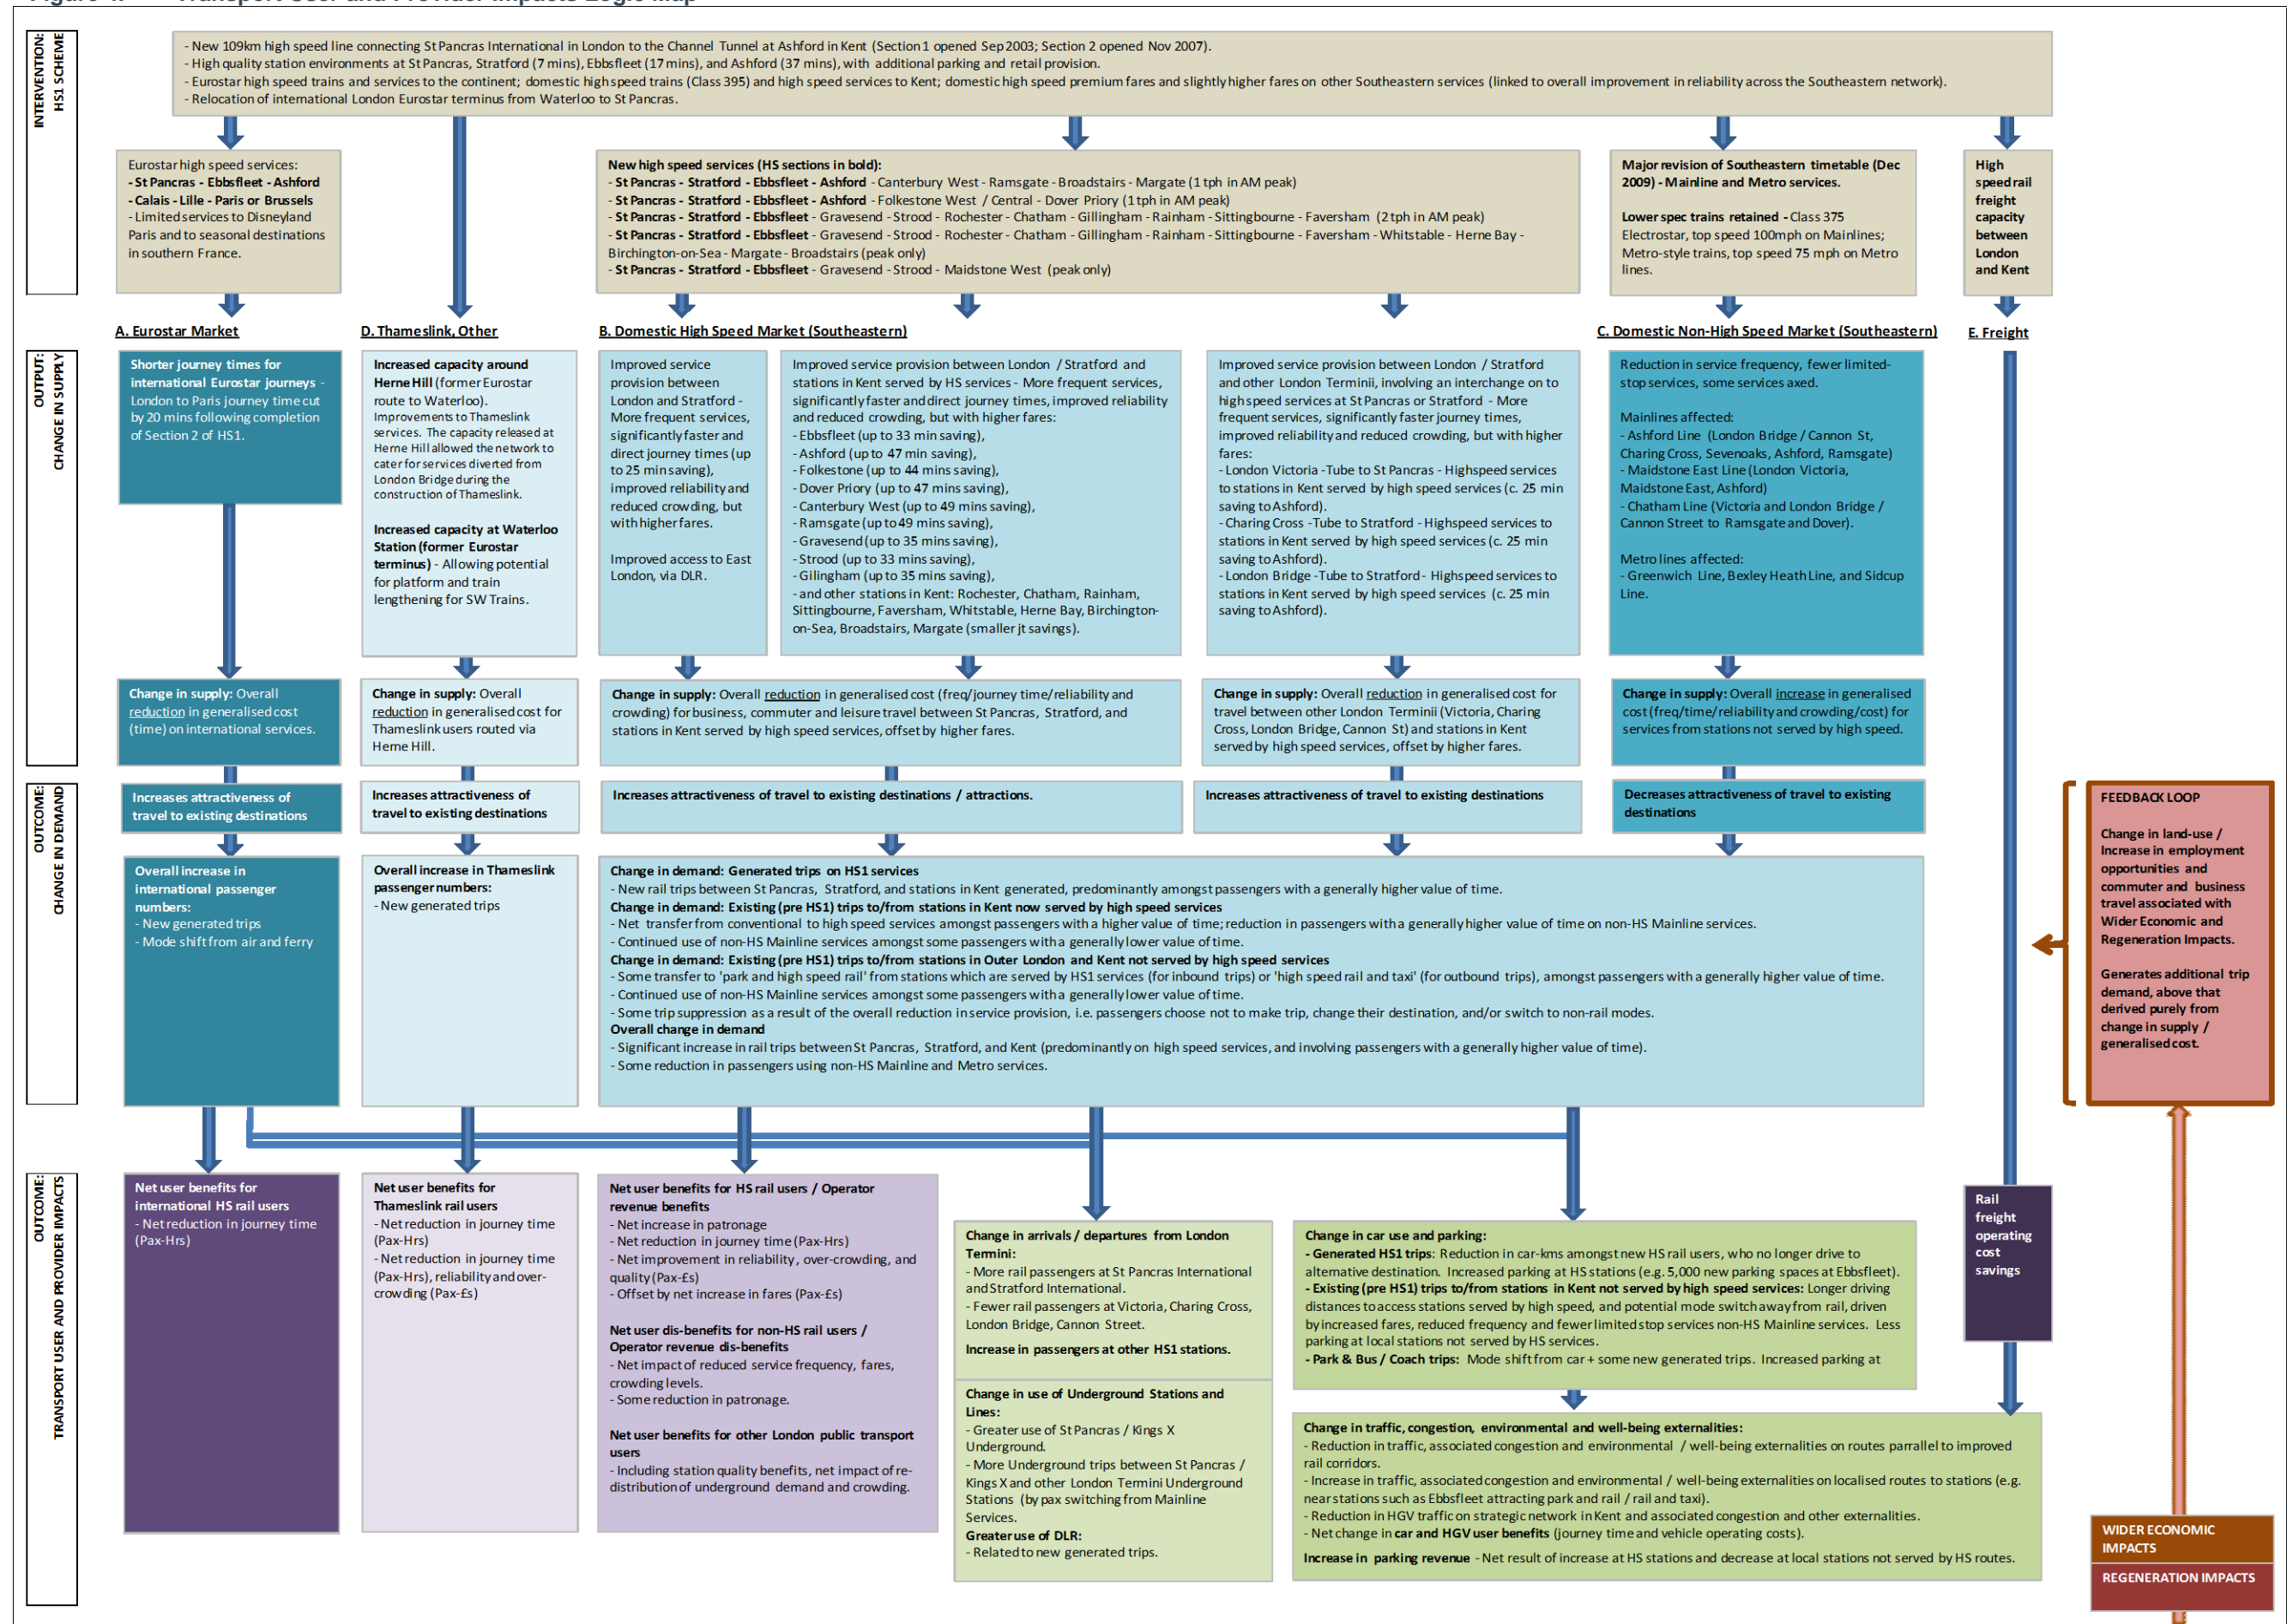 INTERVENTION:
HS1 SCHEME
- New 109km high speed line connecting St Pancras International in London to the Channel Tunnel at Ashford in Kent (Section 1 opened Sep 2003; Section 2 opened Nov 2007).
- High quality station environments at St Pancras, Stratford (7 mins), Ebbsfleet (17 mins), and Ashford (37 mins), with additional parking and retail provision.
- Eurostar high speed trains and services to the continent; domestic high speed trains (Class 395) and high speed services to Kent; domestic high speed premium fares and slightly higher fares on other Southeastern services (linked to overall improvement in reliability across the Southeastern network).
- Relocation of international London Eurostar terminus from Waterloo to St Pancras.
Eurostar high speed services:
- St Pancras - Ebbsfleet - Ashford
- Calais - Lille - Paris or Brussels
- Limited services to Disneyland
Paris and to seasonal destinations
in southern France.
New high speed services (HS sections in bold):
- St Pancras - Stratford - Ebbsfleet - Ashford - Canterbury West - Ramsgate - Broadstairs - Margate (1 tph in AM peak)
- St Pancras - Stratford - Ebbsfleet - Ashford - Folkestone West / Central - Dover Priory (1tph in AM peak)
- St Pancras - Stratford - Ebbsfleet - Gravesend - Strood - Rochester - Chatham - Gillingham - Rainham - Sittingbourne - Faversham (2 tph in AM peak)
- St Pancras - Stratford - Ebbsfleet - Gravesend - Strood - Rochester - Chatham - Gillingham - Rainham - Sittingbourne - Faversham - Whitstable - Herne Bay -
Birchington-on-Sea - Margate - Broadstairs (peak only)
- St Pancras - Stratford - Ebbsfleet - Gravesend - Strood - Maidstone West (peak only)
Major revision of Southeastern timetable (Dec
2009) - Mainline and Metro services.
Lower spec trains retained - Class 375
Electrostar, top speed 100mph on Mainlines;
Metro-style trains, top speed 75 mph on Metro
lines.
High
speed rail
freight
capacity
between
London
and Kent
A. Eurostar Market
D. Thameslink, Other
B. Domestic High Speed Market (Southeastern)
C. Domestic Non-High Speed Market (Southeastern)
E. Freight
OUTPUT:
CHANGE IN SUPPLY
Shorter journey times for
international Eurostar journeys -
London to Paris journey time cut
by 20 mins following completion
of Section 2 of HS1.
Increased capacity around
Herne Hill (former Eurostar
route to Waterloo).
Improvements to Thameslink
services. The capacity released at
Herne Hill allowed the network to
cater for services diverted from
London Bridge during the
construction of Thameslink.
Increased capacity at Waterloo
Station (former Eurostar
terminus) - Allowing potential
for platform and train
lengthening for SW Trains.
Improved service
provision between
London and Stratford -
More frequent services,
significantly faster and
direct journey times (up
to 25 min saving),
improved reliability and
reduced crowding, but
with higher fares.
Improved access to East
London, via DLR.
Improved service provision between London / Stratford and
stations in Kent served by HS services - More frequent services,
significantly faster and direct journey times, improved reliability
and reduced crowding, but with higher fares:
- Ebbsfleet (up to 33 min saving),
- Ashford (up to 47 min saving),
- Folkestone (up to 44 mins saving),
- Dover Priory (up to 47 mins saving),
- Canterbury West (up to 49 mins saving),
- Ramsgate (up to 49 mins saving),
- Gravesend (up to 35 mins saving),
- Strood (up to 33 mins saving),
- Gilingham (up to 35 mins saving),
- and other stations in Kent: Rochester, Chatham, Rainham,
Sittingbourne, Faversham, Whitstable, Herne Bay, Birchington-
on-Sea, Broadstairs, Margate (smaller jt savings).
Improved service provision between London / Stratford
and other London Terminii, involving an interchange on to
high speed services at St Pancras or Stratford - More
frequent services, significantly faster journey times,
improved reliability and reduced crowding, but with higher
fares:
- London Victoria -Tube to St Pancras - Highspeed services
to stations in Kent served by high speed services (c. 25 min
saving to Ashford).
- Charing Cross -Tube to Stratford - Highspeed services to
stations in Kent served by high speed services (c. 25 min
saving to Ashford).
- London Bridge -Tube to Stratford - Highspeed services to
stations in Kent served by high speed services (c. 25 min
saving to Ashford).
Reduction in service frequency, fewer limited-
stop services, some services axed.
Mainlines affected:
- Ashford Line (London Bridge / Cannon St,
Charing Cross, Sevenoaks, Ashford, Ramsgate)
- Maidstone East Line (London Victoria,
Maidstone East, Ashford)
- Chatham Line (Victoria and London Bridge /
Cannon Street to Ramsgate and Dover).
Metro lines affected:
- Greenwich Line, Bexley Heath Line, and Sidcup
Line.
Change in supply: Overall
reduction in generalised cost
(time) on international services.
Change in supply: Overall
reduction in generalised cost for
Thameslink users routed via
Herne Hill.
Change in supply: Overall reduction in generalised cost (freq/journey time/reliability and
crowding) for business, commuter and leisure travel between St Pancras, Stratford, and
stations in Kent served by high speed services, offset by higher fares.
Change in supply: Overall reduction in generalised cost for
travel between other London Terminii (Victoria, Charing
Cross, London Bridge, Cannon St) and stations in Kent
served by high speed services, offset by higher fares.
Change in supply: Overall increase in generalised
cost (freq/time/reliability and crowding/cost) for
services from stations not served by high speed.
OUTCOME:
CHANGE IN DEMAND
Increases attractiveness of
travel to existing destinations
Increases attractiveness of
travel to existing destinations
Increases attractiveness of travel to existing destinations / attractions.
Increases attractiveness of travel to existing destinations
Decreases attractiveness of travel to existing
destinations
Overall increase in
international passenger
numbers:
- New generated trips
- Mode shift from air and ferry
Overall increase in Thameslink
passenger numbers:
- New generated trips
Change in demand: Generated trips on HS1 services
- New rail trips between St Pancras, Stratford, and stations in Kent generated, predominantly amongst passengers with a generally higher value of time.
Change in demand: Existing (pre HS1) trips to/from stations in Kent now served by high speed services
- Net transfer from conventional to high speed services amongst passengers with a higher value of time; reduction in passengers with a generally higher value of time on non-HS Mainline services.
- Continued use of non-HS Mainline services amongst some passengers with a generally lower value of time.
Change in demand: Existing (pre HS1) trips to/from stations in Outer London and Kent not served by high speed services
- Some transfer to 'park and high speed rail' from stations which are served by HS1 services (for inbound trips) or 'high speed rail and taxi' (for outbound trips), amongst passengers with a generally higher value of time.
- Continued use of non-HS Mainline services amongst some passengers with a generally lower value of time.
- Some trip suppression as a result of the overall reduction in service provision, i.e. passengers choose not to make trip, change their destination, and/or switch to non-rail modes.
Overall change in demand
- Significant increase in rail trips between St Pancras, Stratford, and Kent (predominantly on high speed services, and involving passengers with a generally higher value of time).
- Some reduction in passengers using non-HS Mainline and Metro services.
FEEDBACK LOOP
Change in land-use /
Increase in employment
opportunities and
commuter and business
travel associated with
Wider Economic and
Regeneration Impacts.
Generates additional trip
demand, above that
derived purely from
change in supply /
generalised cost.
OUTCOME:
TRANSPORT USER AND PROVIDER IMPACTS
Net user benefits for
international HS rail users
- Net reduction in journey time
(Pax-Hrs)
Net user benefits for
Thameslink rail users
- Net reduction in journey time
(Pax-Hrs)
- Net reduction in journey time
(Pax-Hrs), reliability and over-
crowding (Pax-£s)
Net user benefits for HS rail users / Operator
revenue benefits
- Net increase in patronage
- Net reduction in journey time (Pax-Hrs)
- Net improvement in reliability, over-crowding, and
quality (Pax-£s)
- Offset by net increase in fares (Pax-£s)
Net user dis-benefits for non-HS rail users /
Operator revenue dis-benefits
- Net impact of reduced service frequency, fares,
crowding levels.
- Some reduction in patronage.
Net user benefits for other London public transport
users
- Including station quality benefits, net impact of re-
distribution of underground demand and crowding.
Change in arrivals / departures from London
Termini:
- More rail passengers at St Pancras International
and Stratford International.
- Fewer rail passengers at Victoria, Charing Cross,
London Bridge, Cannon Street.
Increase in passengers at other HS1 stations.
Change in use of Underground Stations and
Lines:
- Greater use of St Pancras / Kings X
Underground.
- More Underground trips between St Pancras /
Kings X and other London Termini Underground
Stations (by pax switching from Mainline
Services.
Greater use of DLR:
- Related to new generated trips.
Change in car use and parking:
- Generated HS1 trips: Reduction in car-kms amongst new HS rail users, who no longer drive to
alternative destination. Increased parking at HS stations (e.g. 5,000 new parking spaces at Ebbsfleet).
- Existing (pre HS1) trips to/from stations in Kent not served by high speed services: Longer driving
distances to access stations served by high speed, and potential mode switch away from rail, driven
by increased fares, reduced frequency and fewer limited stop services non-HS Mainline services. Less
parking at local stations not served by HS services.
- Park & Bus / Coach trips: Mode shift from car + some new generated trips. Increased parking at
Rail
freight
operating
cost
savings
Change in traffic, congestion, environmental and well-being externalities:
- Reduction in traffic, associated congestion and environmental / well-being externalities on routes parrallel to improved
rail corridors.
- Increase in traffic, associated congestion and environmental / well-being externalities on localised routes to stations (e.g.
near stations such as Ebbsfleet attracting park and rail / rail and taxi).
- Reduction in HGV traffic on strategic network in Kent and associated congestion and other externalities.
- Net change in car and HGV user benefits (journey time and vehicle operating costs).
Increase in parking revenue - Net result of increase at HS stations and decrease at local stations not served by HS routes.
WIDER ECONOMIC
IMPACTS
REGENERATION IMPACTS